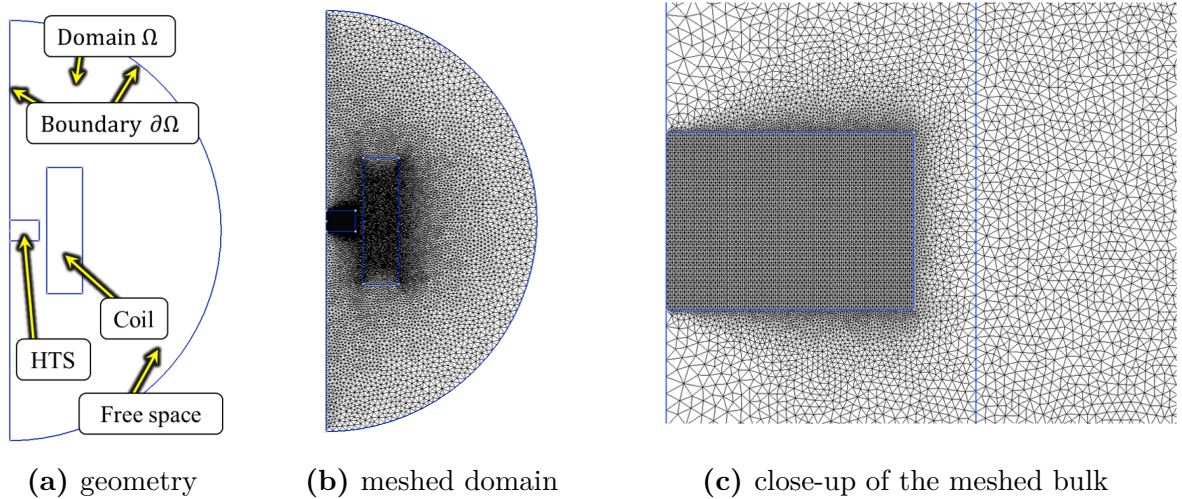 Domain Ω
Boundary ∂Ω
Coil
HTS
Free space
(a) geometry
(b) meshed domain
(c) close-up of the meshed bulk